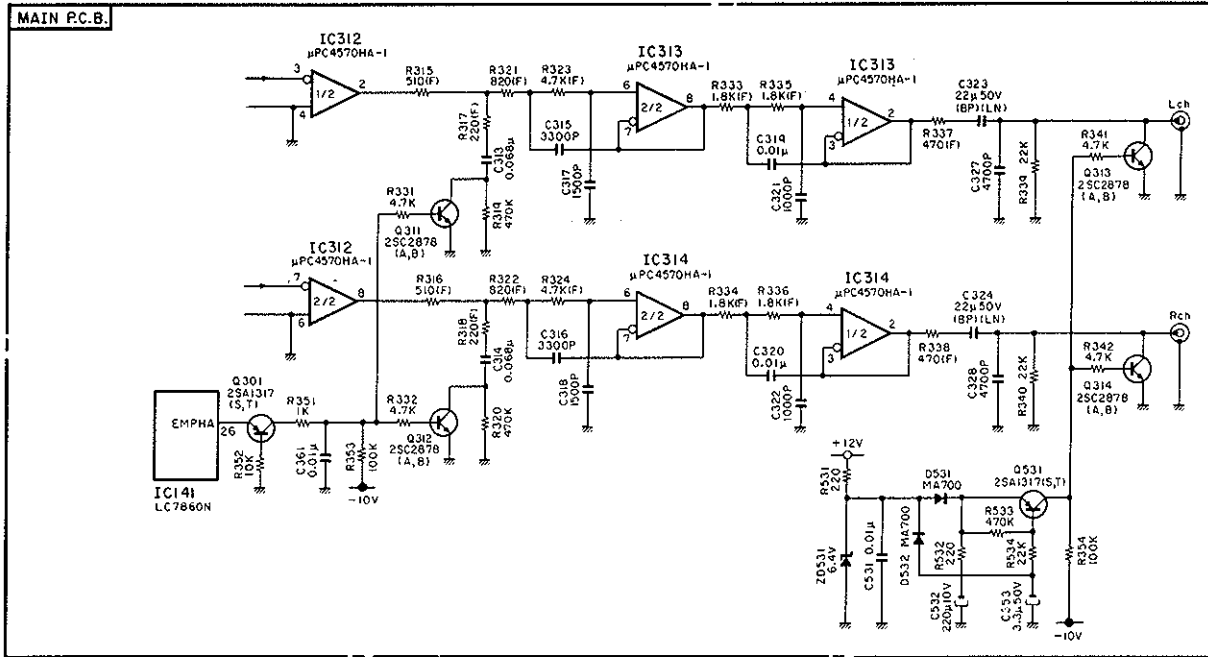 MAIN P.C.B.
IC312
µPC4570HA-1
3
1/2
2
4
R315
510(F)
R321
820(F)
R323
4.7K(F)
R317
220(F)
C313
0.068µ
C315
3300P
C317
1500P
IC313
µPC4570HA-1
6
2/2
8
7
R333
1.8K(F)
R335
1.8K(F)
C319
0.01µ
C321
1000P
IC313
µPC4570HA-1
4
1/2
2
3
R337
470(F)
C323
22µ50V
(BP)(LN)
C327
4700P
R339 22K
R341
4.7K
Q313
2SC2878
(A,B)
Lch
R331
4.7K
Q311
2SC2878
(A,B)
R319
470K
IC312
µPC4570HA-1
7
2/2
8
6
R316
510(F)
R322
820(F)
R324
4.7K(F)
R318
220(F)
C314
0.068µ
C316
3300P
C318
1500P
IC314
µPC4570HA-1
6
2/2
8
7
R334
1.8K(F)
R336
1.8K(F)
C320
0.01µ
C322
1000P
IC314
µPC4570HA-1
4
1/2
2
3
R338
470(F)
C324
22µ50V
(BP)(LN)
C328
4700P
R340 22K
R342
4.7K
Q314
2SC2878
(A,B)
Rch
EMPHA
26
IC141
LC7860N
Q301
2SA1317
(S,T)
R352
10K
R351
1K
C361
0.01µ
R353
100K
-10V
R332
4.7K
Q312
2SC2878
(A,B)
R320
470K
+12V
R531
220
ZD531
6.4V
C531 0.01µ
D531
MA700
D532 MA700
R532
220
C532
220µ10V
R533
470K
R534
22K
C353
3.3µ50V
Q531
2SA1317(S,T)
R354
100K
-10V